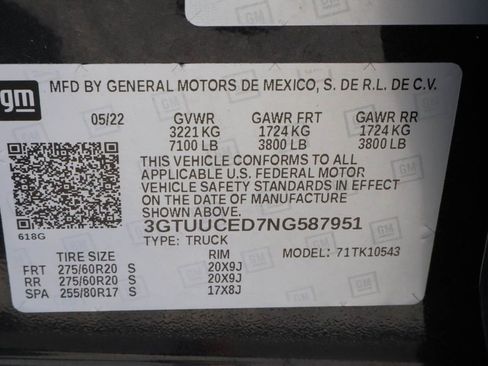 gm
MFD BY GENERAL MOTORS DE MEXICO, S. DE R.L. DE C.V.
05/22 GVWR GAWR FRT GAWR RR
3221 KG 1724 KG 1724 KG
7100 LB 3800 LB 3800 LB
THIS VEHICLE CONFORMS TO ALL
APPLICABLE U.S. FEDERAL MOTOR
VEHICLE SAFETY STANDARDS IN EFFECT
ON THE DATE OF MANUFACTURE
SHOWN ABOVE.
618G
3GTUUCED7NG587951
TYPE: TRUCK MODEL: 71TK10543
TIRE SIZE RIM
FRT 275/60R20 S 20X9J
RR 275/60R20 S 20X9J
SPA 255/80R17 S 17X8J